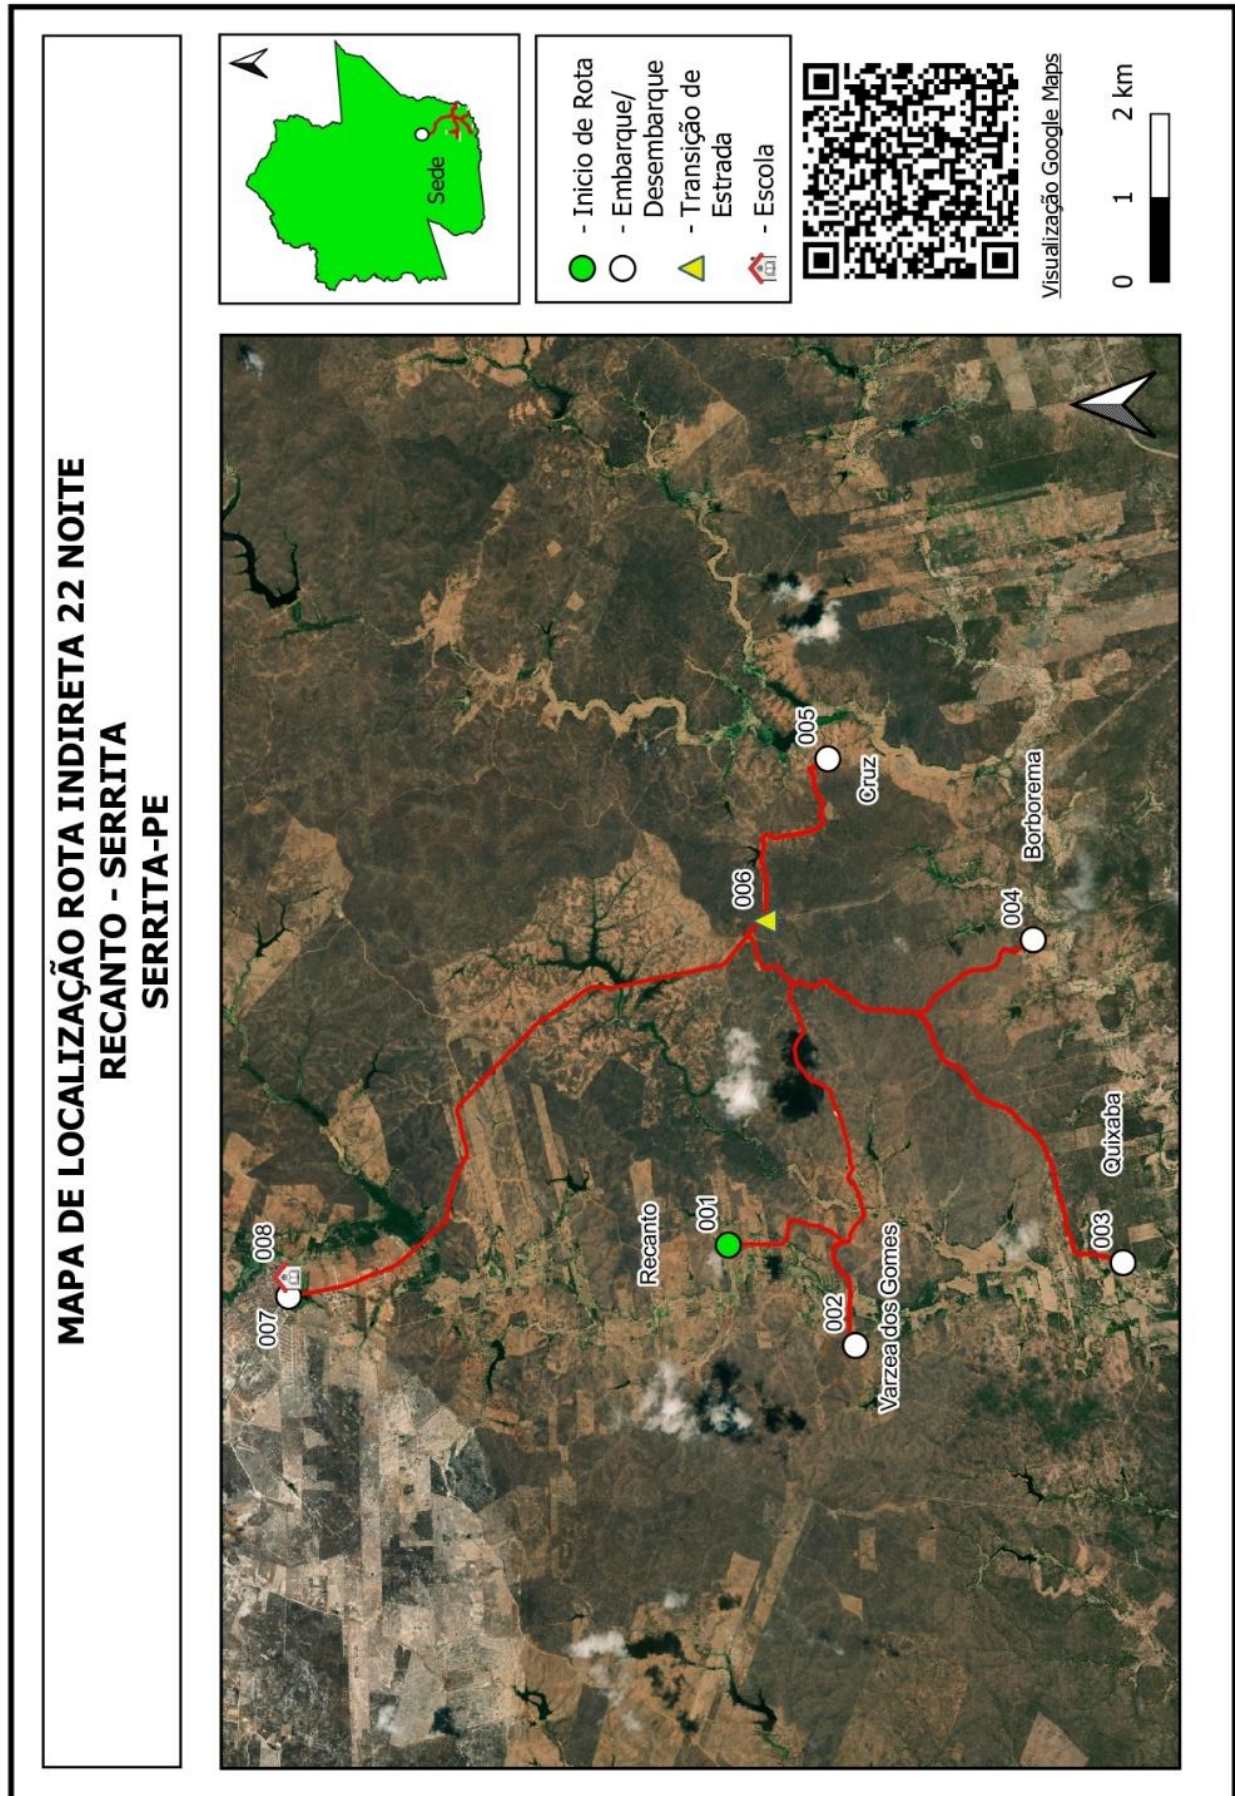 MAPA DE LOCALIZAÇÃO ROTA INDIRETA 22 NOITE
RECANTO - SERRITA
SERRITA-PE
007
008
Recanto
001
002
Varzea dos Gomes
006
005
Cruz
004
Borborema
003
Quixaba
Sede
- Inicio de Rota
- Embarque/
Desembarque
- Transição de
Estrada
- Escola
Visualização Google Maps
0 1 2 km